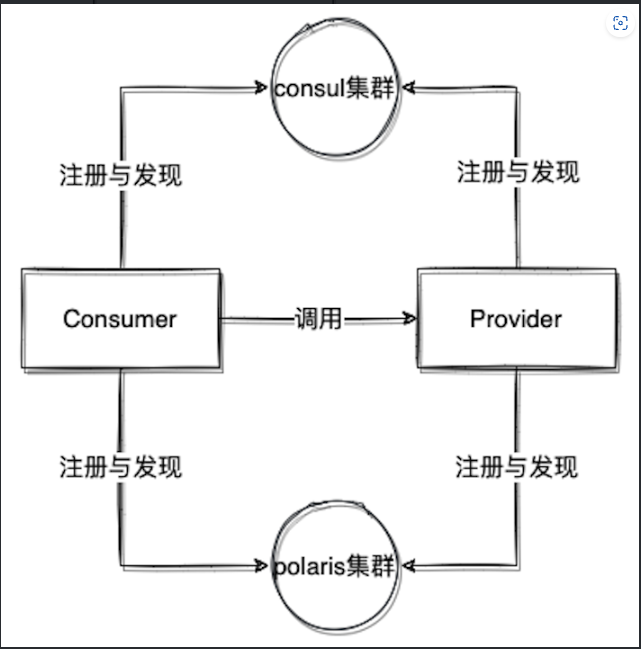 consul集群
注册与发现
注册与发现
Consumer
调用
Provider
注册与发现
注册与发现
polaris集群